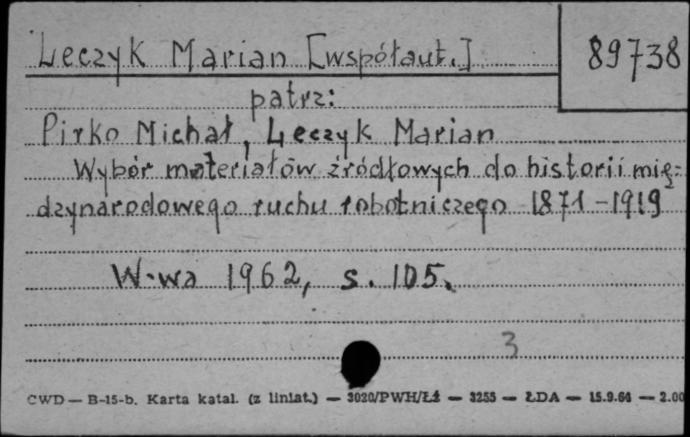 Leczyk Marian [współaut.]
89738
patrz:
Pirko Michał, Leczyk Marian
Wybór materiałów źródłowych do historii mię-
dzynarodowego ruchu robotniczego 1871-1919
W-wa 1962, s. 105.
3
CWD — B-15-b. Karta katal. (z liniat.) — 3020/PWH/Łź — 3255 — ŁDA — 15.9.64 — 2.00